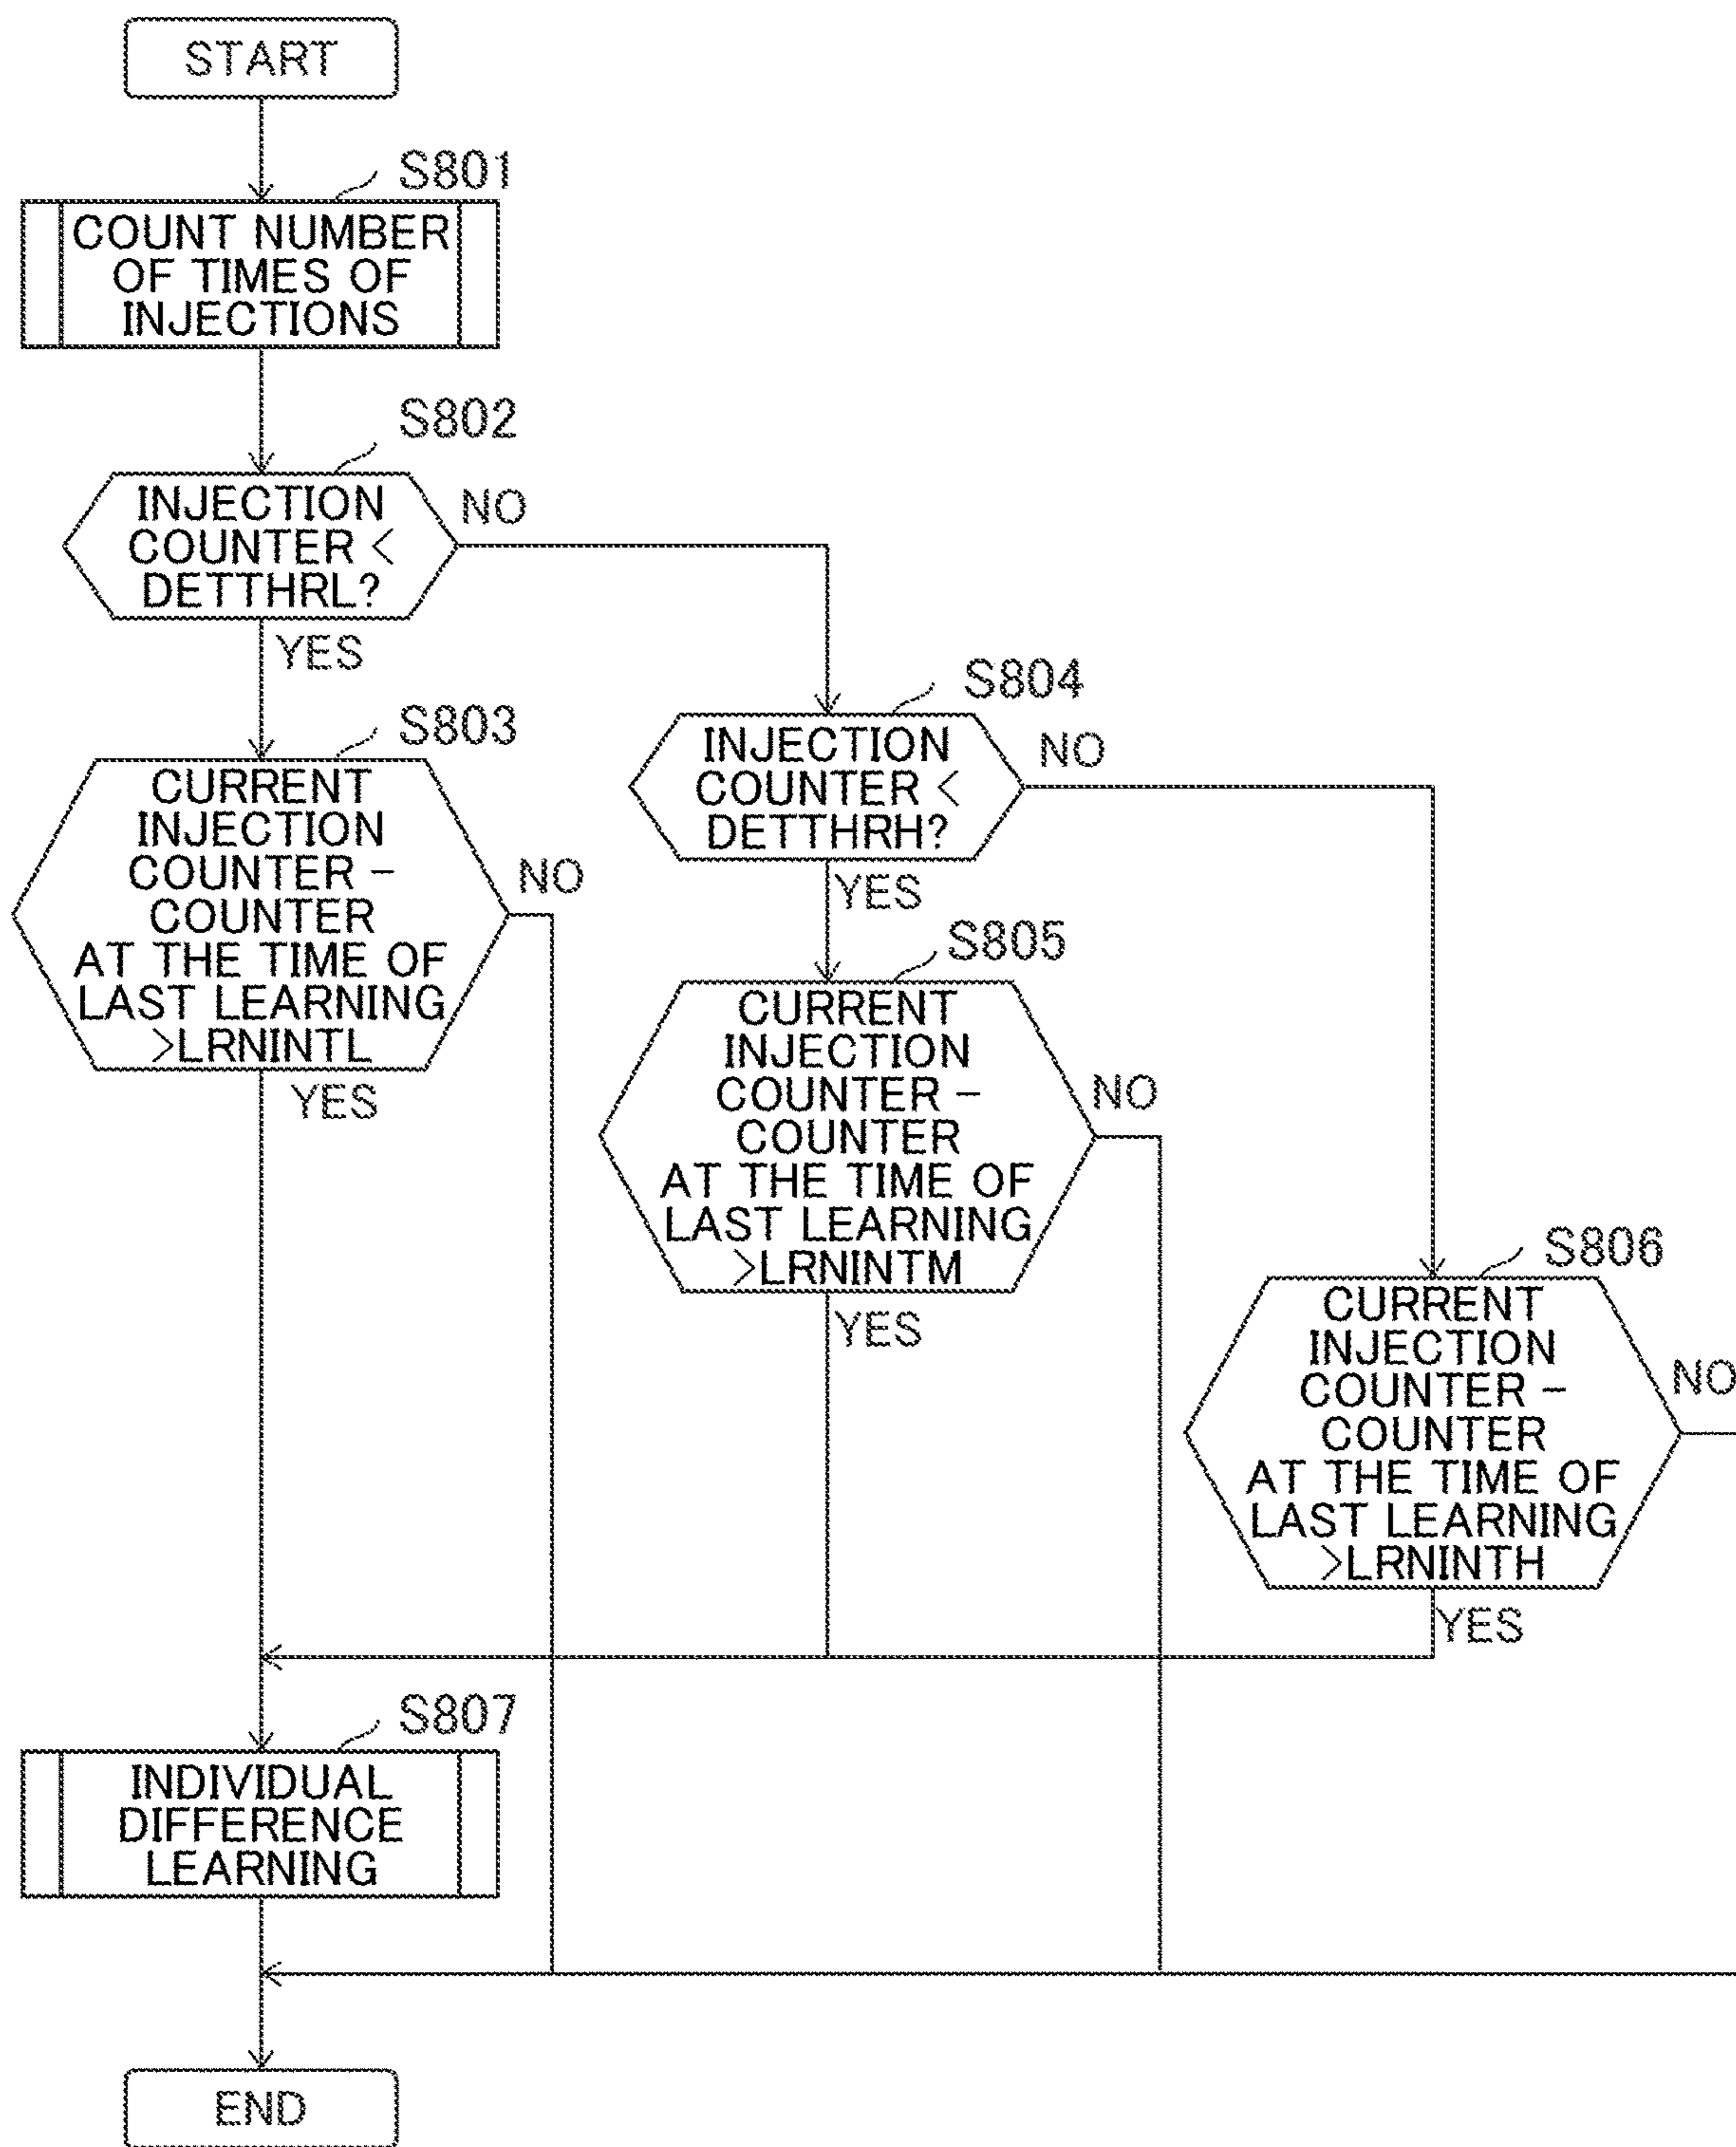 START
S801
COUNT NUMBER
OF TIMES OF
INJECTIONS
S802
INJECTION
COUNTER <
DETTHRL?
NO
YES
S803
CURRENT
INJECTION
COUNTER -
COUNTER
AT THE TIME OF
LAST LEARNING
>LRNINTL
NO
YES
S804
INJECTION
COUNTER <
DETTHRH?
NO
YES
S805
CURRENT
INJECTION
COUNTER -
COUNTER
AT THE TIME OF
LAST LEARNING
>LRNINTM
NO
YES
S806
CURRENT
INJECTION
COUNTER -
COUNTER
AT THE TIME OF
LAST LEARNING
>LRNINTH
NO
YES
S807
INDIVIDUAL
DIFFERENCE
LEARNING
END